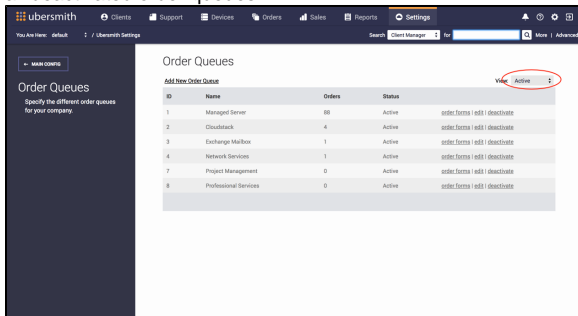 ubersmith Clients Support Devices Orders Sales Reports Settings
You Are Here: default / Ubersmith Settings Search Client Manager for More | Advanced
← MAIN CONFIG
Order Queues
Specify the different order queues
for your company.
Order Queues
Add New Order Queue View: Active
ID Name Orders Status
1 Managed Server 88 Active order forms | edit | deactivate
2 Cloudstack 4 Active order forms | edit | deactivate
3 Exchange Mailbox 1 Active order forms | edit | deactivate
4 Network Services 1 Active order forms | edit | deactivate
7 Project Management 0 Active order forms | edit | deactivate
8 Professional Services 0 Active order forms | edit | deactivate